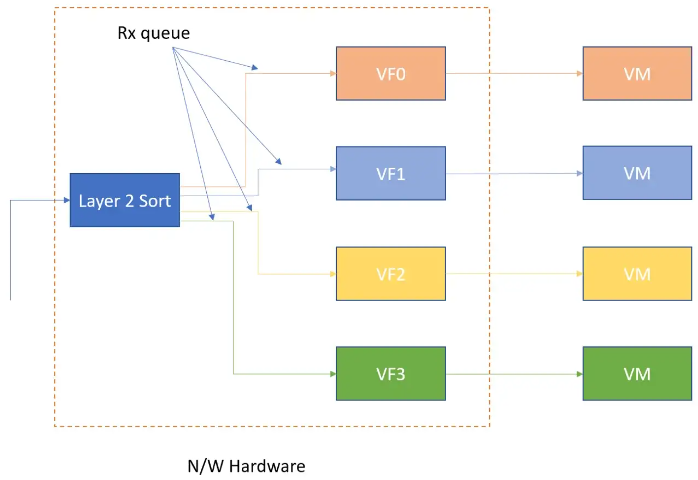 Rx queue
VF0
VM
VF1
VM
Layer 2 Sort
VF2
VM
VF3
VM
N/W Hardware